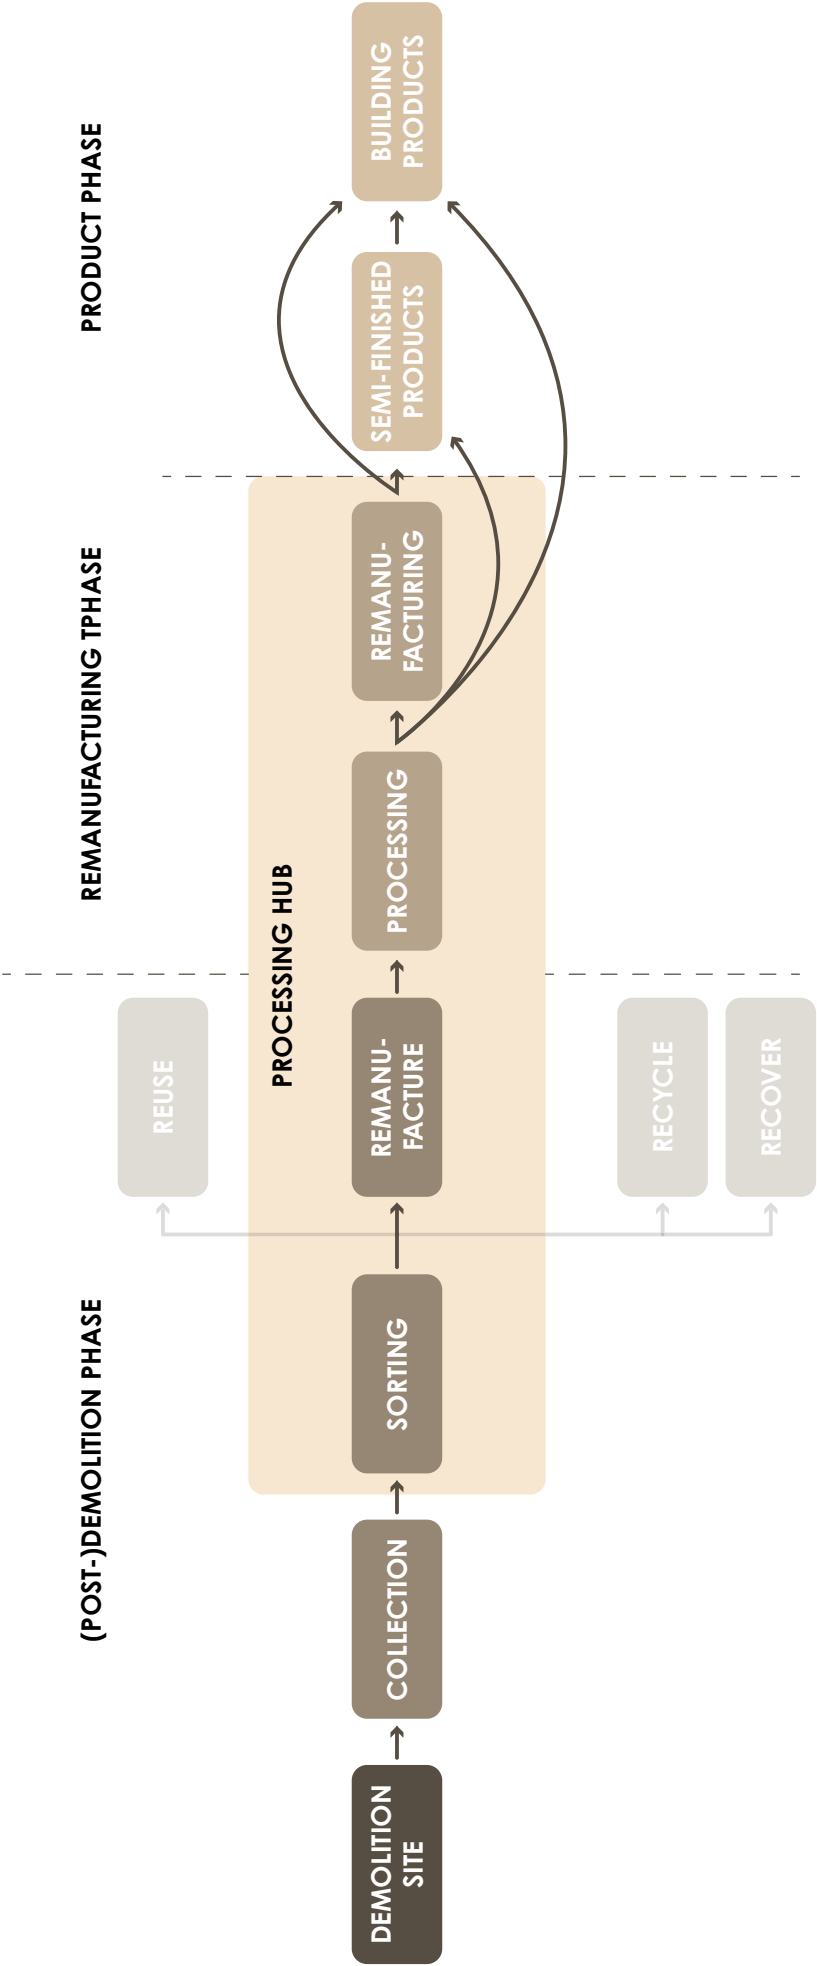 (POST-)DEMOLITION PHASE
REMANUFACTURING TPHASE
PRODUCT PHASE
PROCESSING HUB
DEMOLITION
SITE
COLLECTION
SORTING
REUSE
REMANU-
FACTURE
RECYCLE
RECOVER
PROCESSING
REMANU-
FACTURING
SEMI-FINISHED
PRODUCTS
BUILDING
PRODUCTS